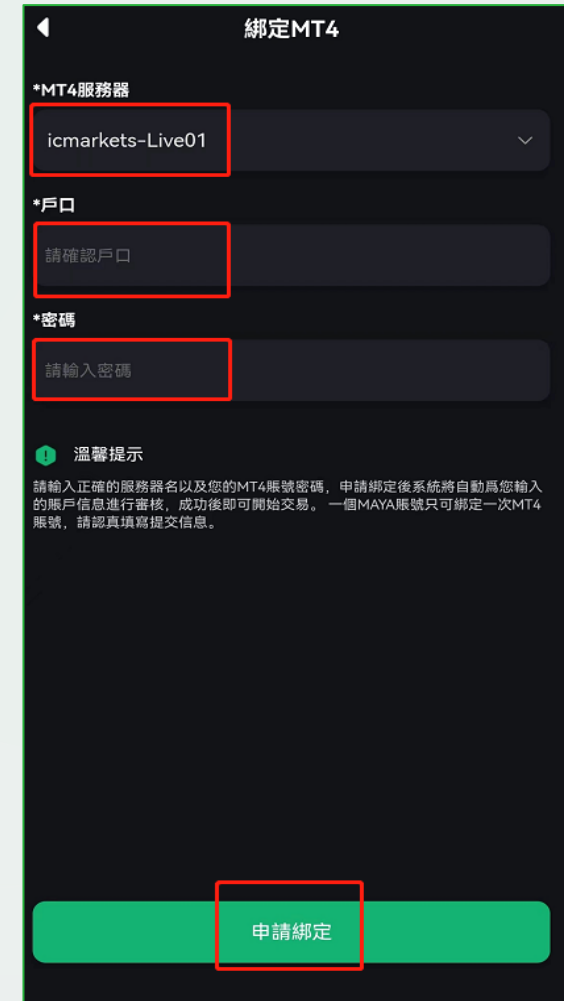 綁定MT4
*MT4服務器
icmarkets-Live01
*戶口
請確認戶口
*密碼
請輸入密碼
溫馨提示
請輸入正確的服務器名以及您的MT4賬號密碼，申請綁定後系統將自動爲您輸入
的賬戶信息進行審核，成功後即可開始交易。一個MAYA賬號只可綁定一次MT4
賬號，請認真填寫提交信息。
申請綁定